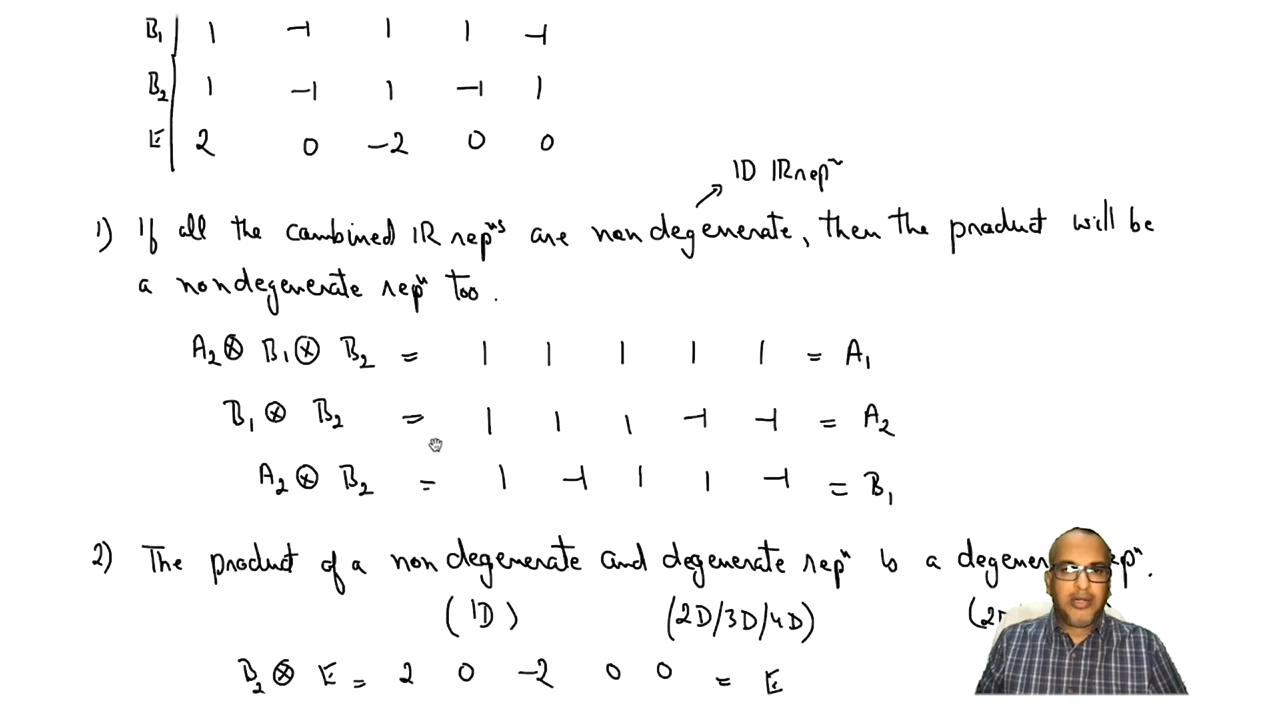 B₁ | 1 -1 1 1 -1
B₂ | 1 -1 1 -1 1
E | 2 0 -2 0 0
1D IR repⁿ
1) If all the combined IR repⁿˢ are nondegenerate, then the product will be
a nondegenerate repⁿ too.
A₂ ⊗ B₁ ⊗ B₂ = 1 1 1 1 1 = A₁
B₁ ⊗ B₂ = 1 1 1 -1 -1 = A₂
A₂ ⊗ B₂ = 1 -1 1 1 -1 = B₁
2) The product of a nondegenerate and degenerate repⁿ is a
(1D) (2D/3D/4D)
B₂ ⊗ E = 2 0 -2 0 0 = E